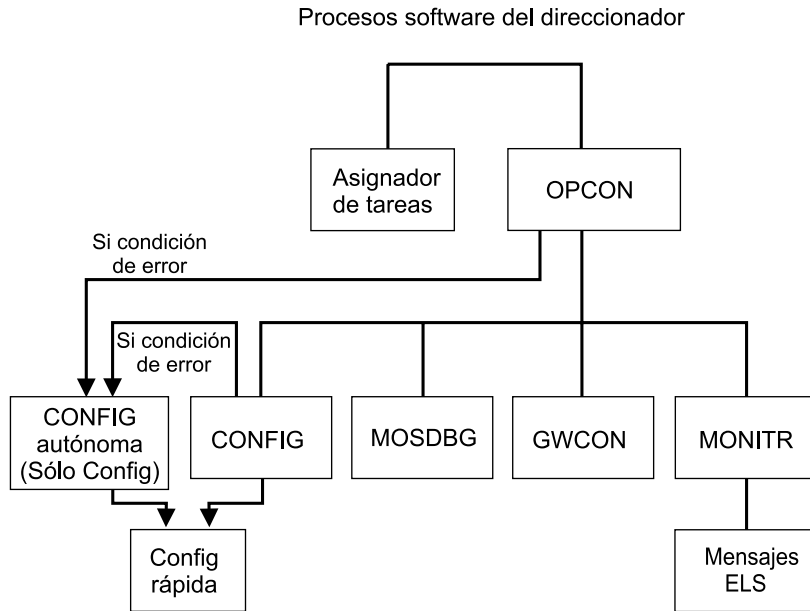 Procesos software del direccionador
Asignador
de tareas
OPCON
Si condición
de error
Si condición
de error
CONFIG
autónoma
(Sólo Config)
CONFIG
MOSDBG
GWCON
MONITR
Config
rápida
Mensajes
ELS